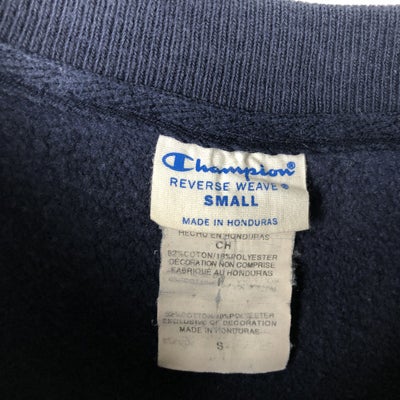 Champion
REVERSE WEAVE®
SMALL
MADE IN HONDURAS
HECHO EN HONDURAS
CH
82%COTTON/18%POLYESTER
DECORATION NON COMPRISE
FABRIQUE AU HONDURAS
82%COTTON/18%POLYESTER
EXCLUSIVE OF DECORATION
MADE IN HONDURAS
S